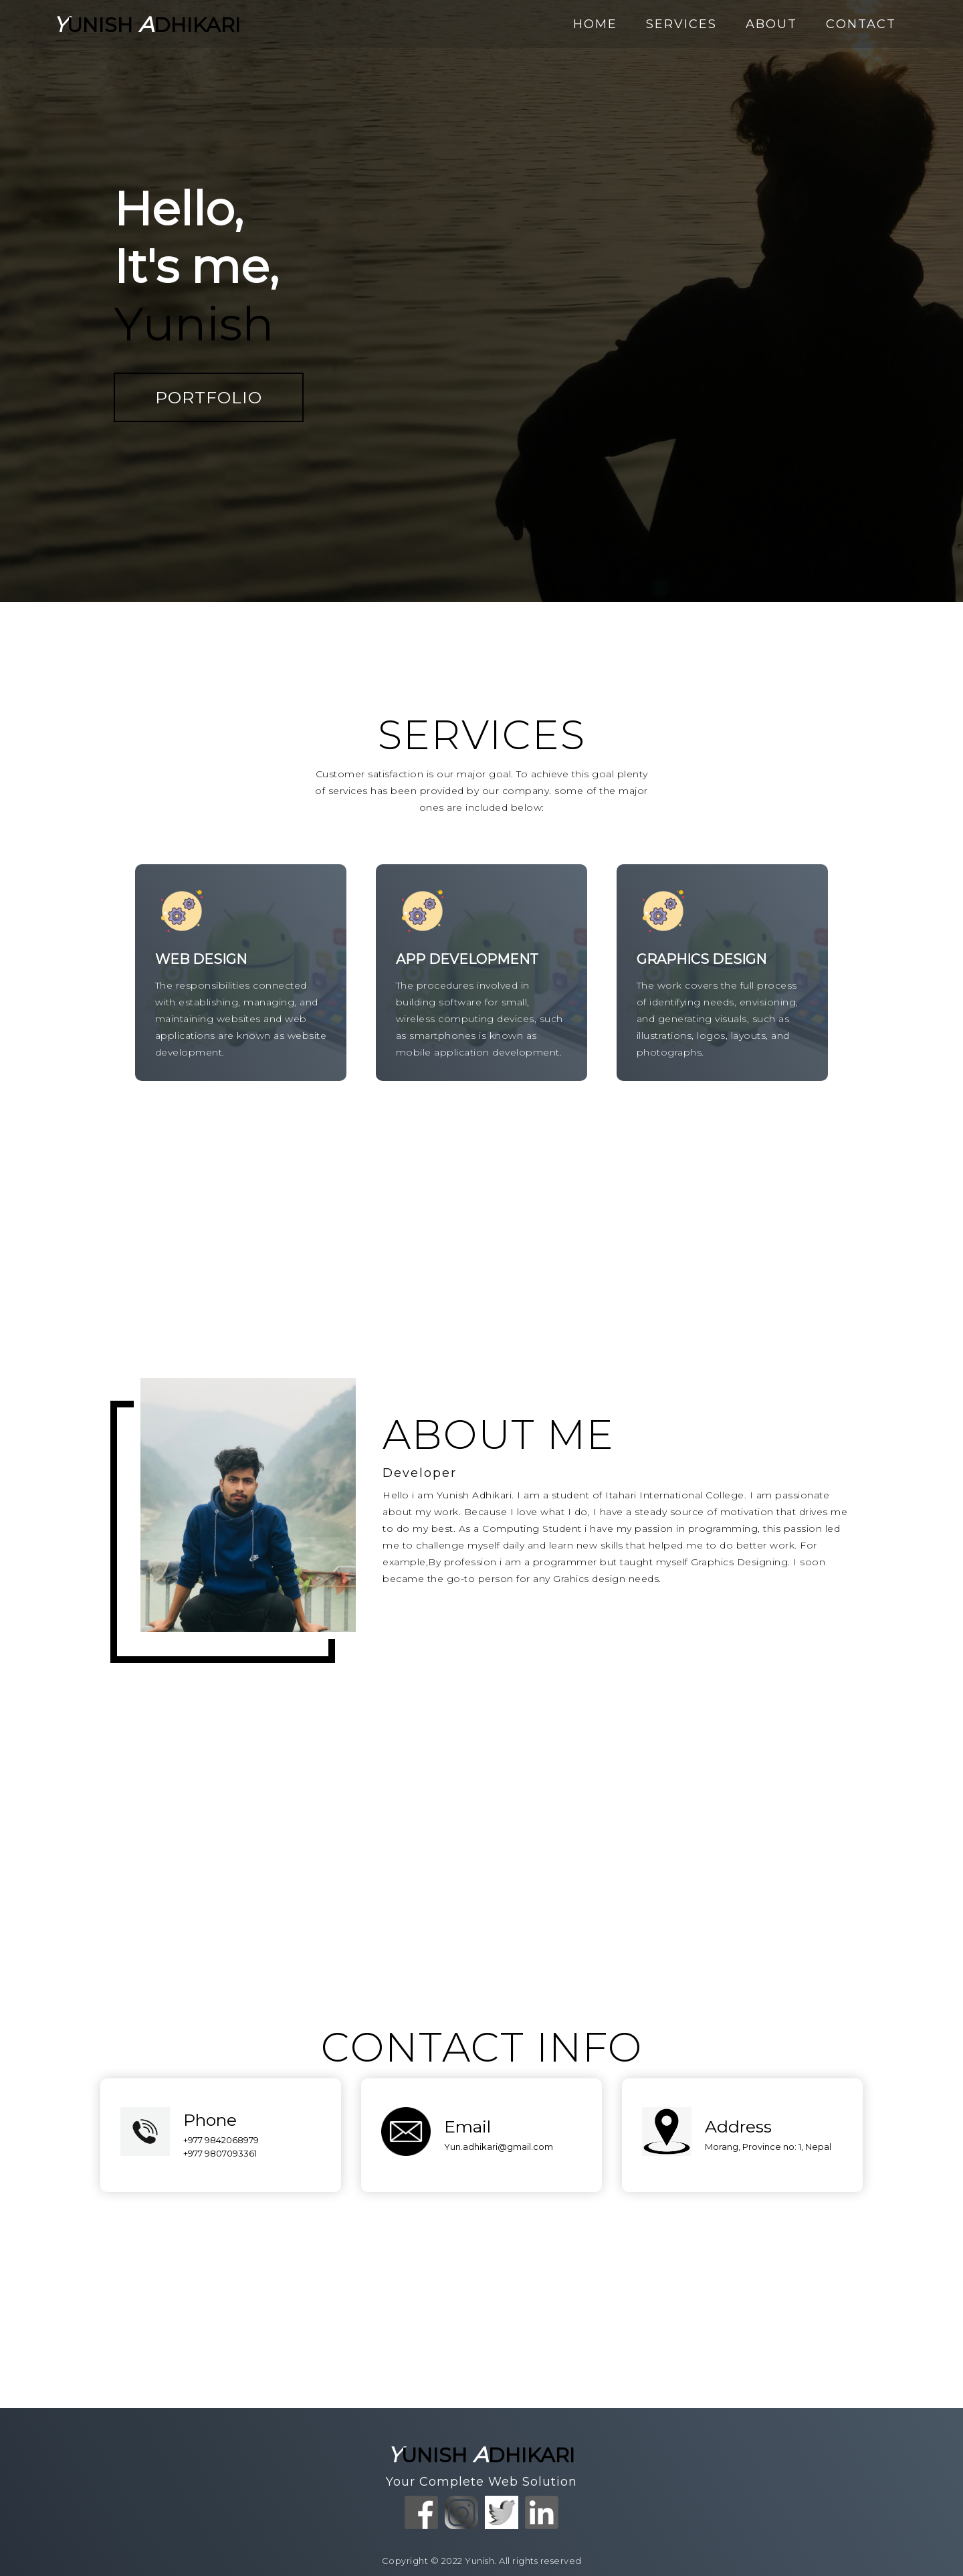 YUNISH ADHIKARI
HOME SERVICES ABOUT CONTACT
Hello,
It's me,
Yunish
PORTFOLIO
SERVICES
Customer satisfaction is our major goal. To achieve this goal plenty
of services has been provided by our company. some of the major
ones are included below:
WEB DESIGN
The responsibilities connected
with establishing, managing, and
maintaining websites and web
applications are known as website
development.
APP DEVELOPMENT
The procedures involved in
building software for small,
wireless computing devices, such
as smartphones is known as
mobile application development.
GRAPHICS DESIGN
The work covers the full process
of identifying needs, envisioning,
and generating visuals, such as
illustrations, logos, layouts, and
photographs.
ABOUT ME
Developer
Hello i am Yunish Adhikari. I am a student of Itahari International College. I am passionate
about my work. Because I love what I do, I have a steady source of motivation that drives me
to do my best. As a Computing Student i have my passion in programming, this passion led
me to challenge myself daily and learn new skills that helped me to do better work. For
example,By profession i am a programmer but taught myself Graphics Designing. I soon
became the go-to person for any Grahics design needs.
CONTACT INFO
Phone
+977 9842068979
+977 9807093361
Email
Yun.adhikari@gmail.com
Address
Morang, Province no: 1, Nepal
YUNISH ADHIKARI
Your Complete Web Solution
Copyright © 2022 Yunish. All rights reserved